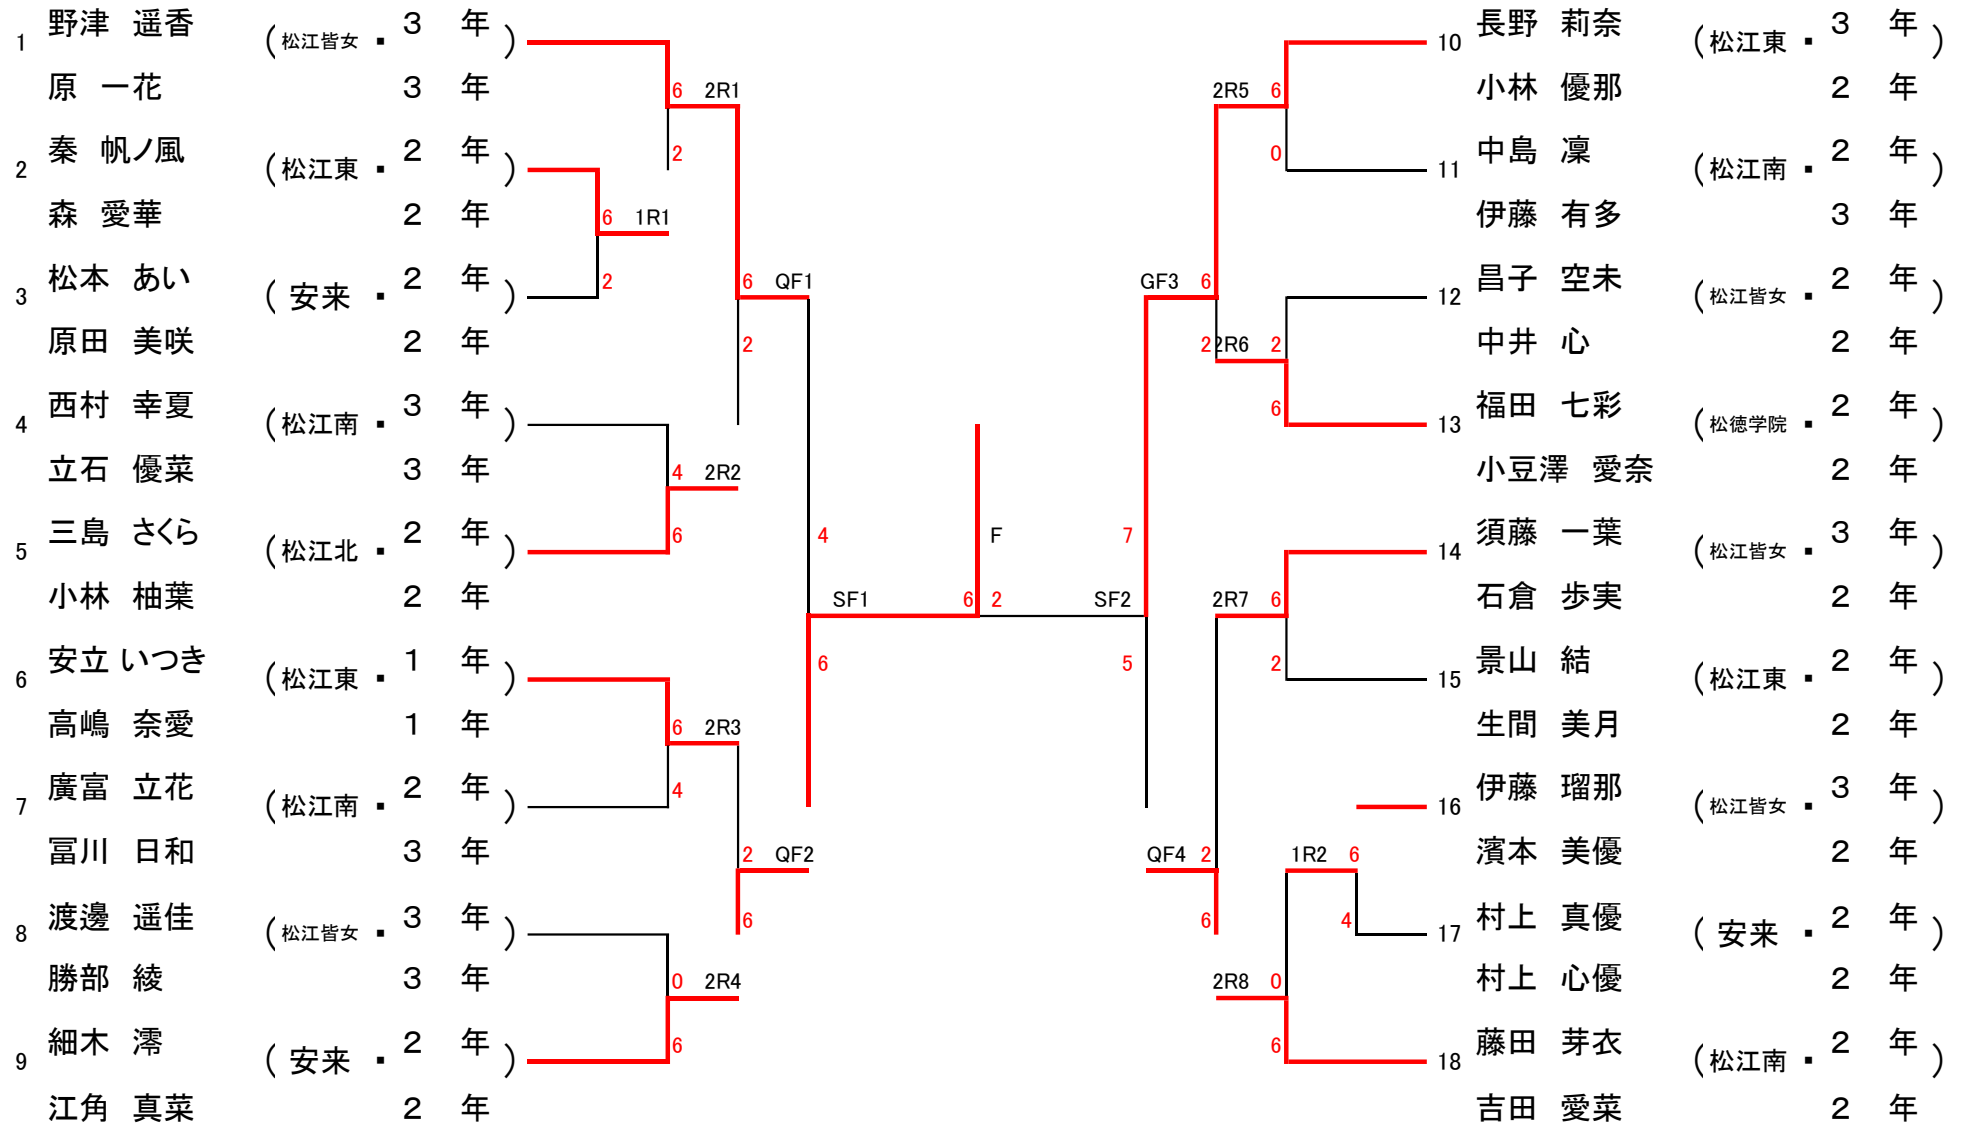 1 野津 遥香 (松江皆女・3 年)
原 一花 3 年
2 秦 帆ノ風 (松江東・2 年)
森 愛華 2 年
3 松本 あい (安来・2 年)
原田 美咲 2 年
4 西村 幸夏 (松江南・3 年)
立石 優菜 3 年
5 三島 さくら (松江北・2 年)
小林 柚葉 2 年
6 安立 いつき (松江東・1 年)
高嶋 奈愛 1 年
7 廣富 立花 (松江南・2 年)
冨川 日和 3 年
8 渡邊 遥佳 (松江皆女・3 年)
勝部 綾 3 年
9 細木 澪 (安来・2 年)
江角 真菜 2 年
6 2R1
2
6 1R1
2
6 QF1
2
4 2R2
6
4
SF1
6
6 2R3
4
2 QF2
6
0 2R4
6
F
6 2
2R5 6
0
GF3 6
2 2R6 2
6
7
SF2
5
2R7 6
2
QF4 2
6
1R2 6
4
2R8 0
6
10 長野 莉奈 (松江東・3 年)
小林 優那 2 年
11 中島 凜 (松江南・2 年)
伊藤 有多 3 年
12 昌子 空未 (松江皆女・2 年)
中井 心 2 年
13 福田 七彩 (松徳学院・2 年)
小豆澤 愛奈 2 年
14 須藤 一葉 (松江皆女・3 年)
石倉 歩実 2 年
15 景山 結 (松江東・2 年)
生間 美月 2 年
16 伊藤 瑠那 (松江皆女・3 年)
濱本 美優 2 年
17 村上 真優 (安来・2 年)
村上 心優 2 年
18 藤田 芽衣 (松江南・2 年)
吉田 愛菜 2 年